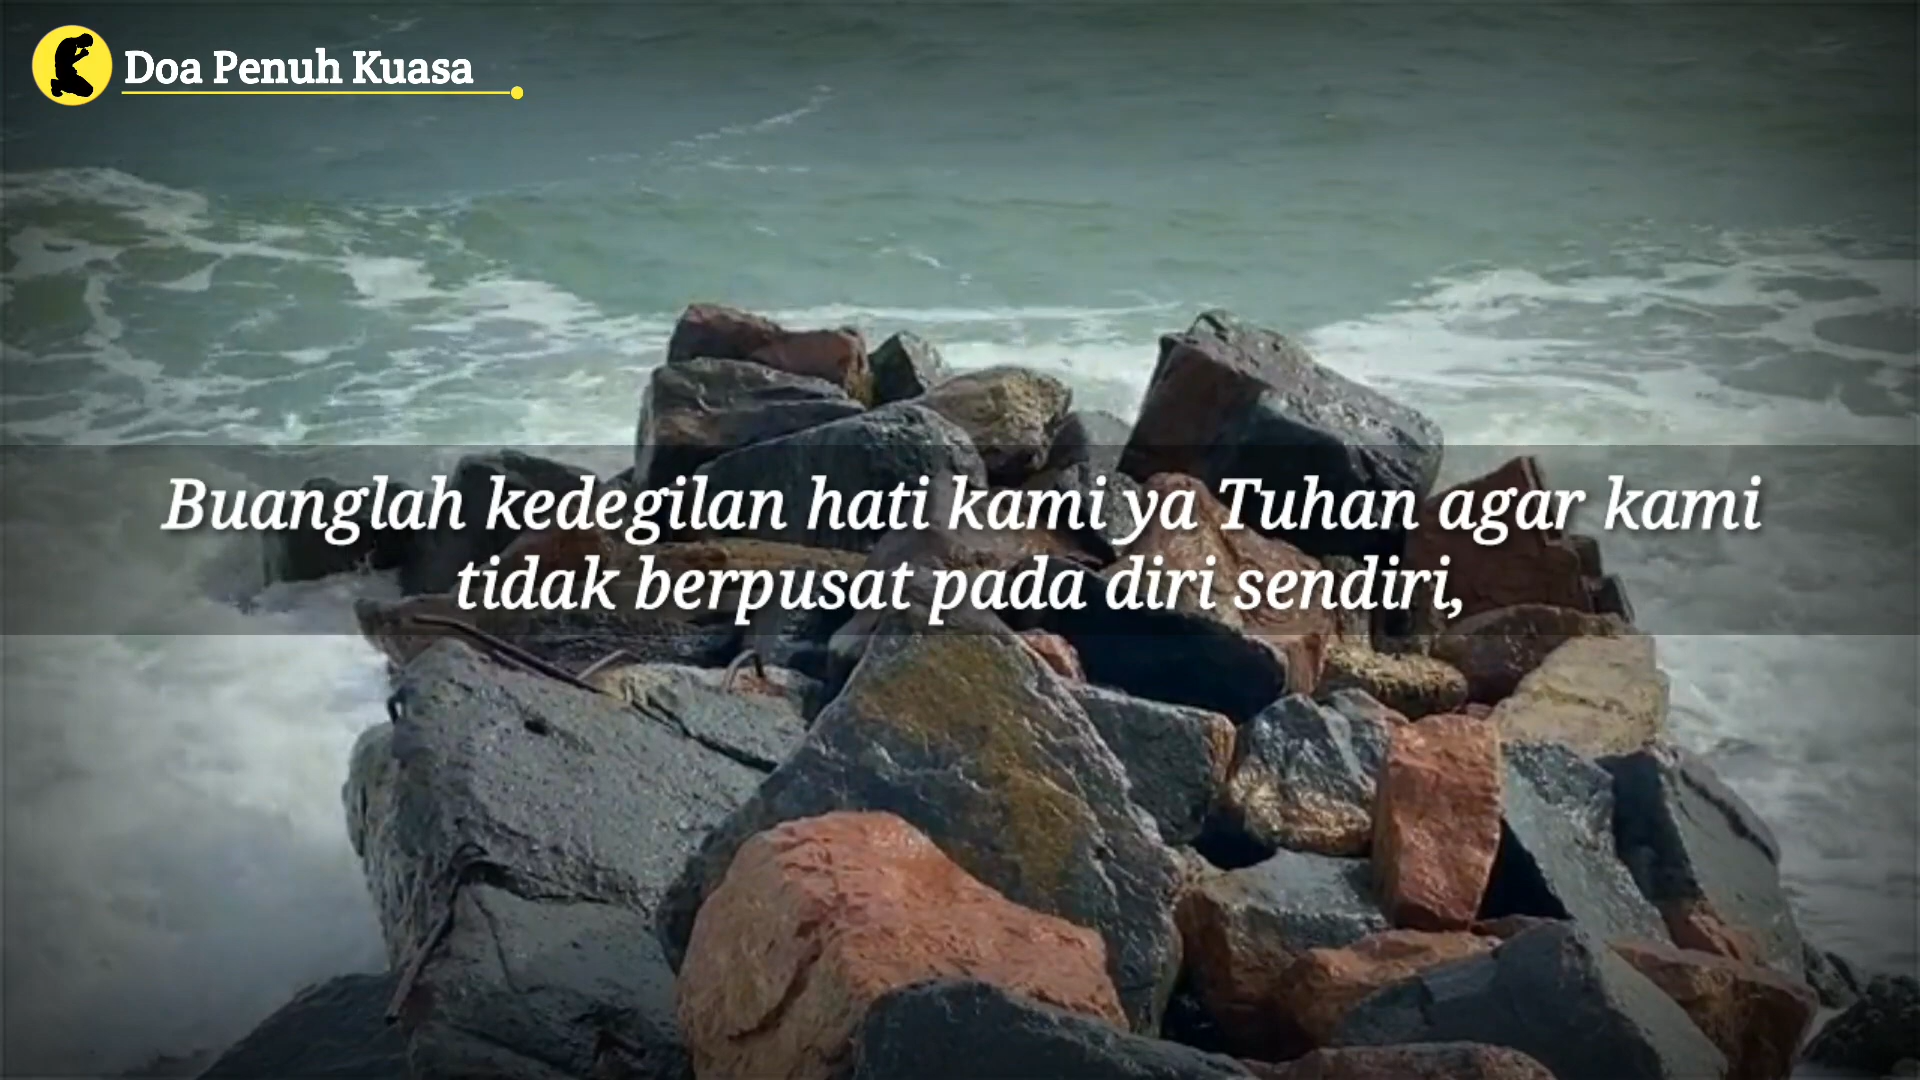 Doa Penuh Kuasa
Buanglah kedegilan hati kami ya Tuhan agar kami
tidak berpusat pada diri sendiri,